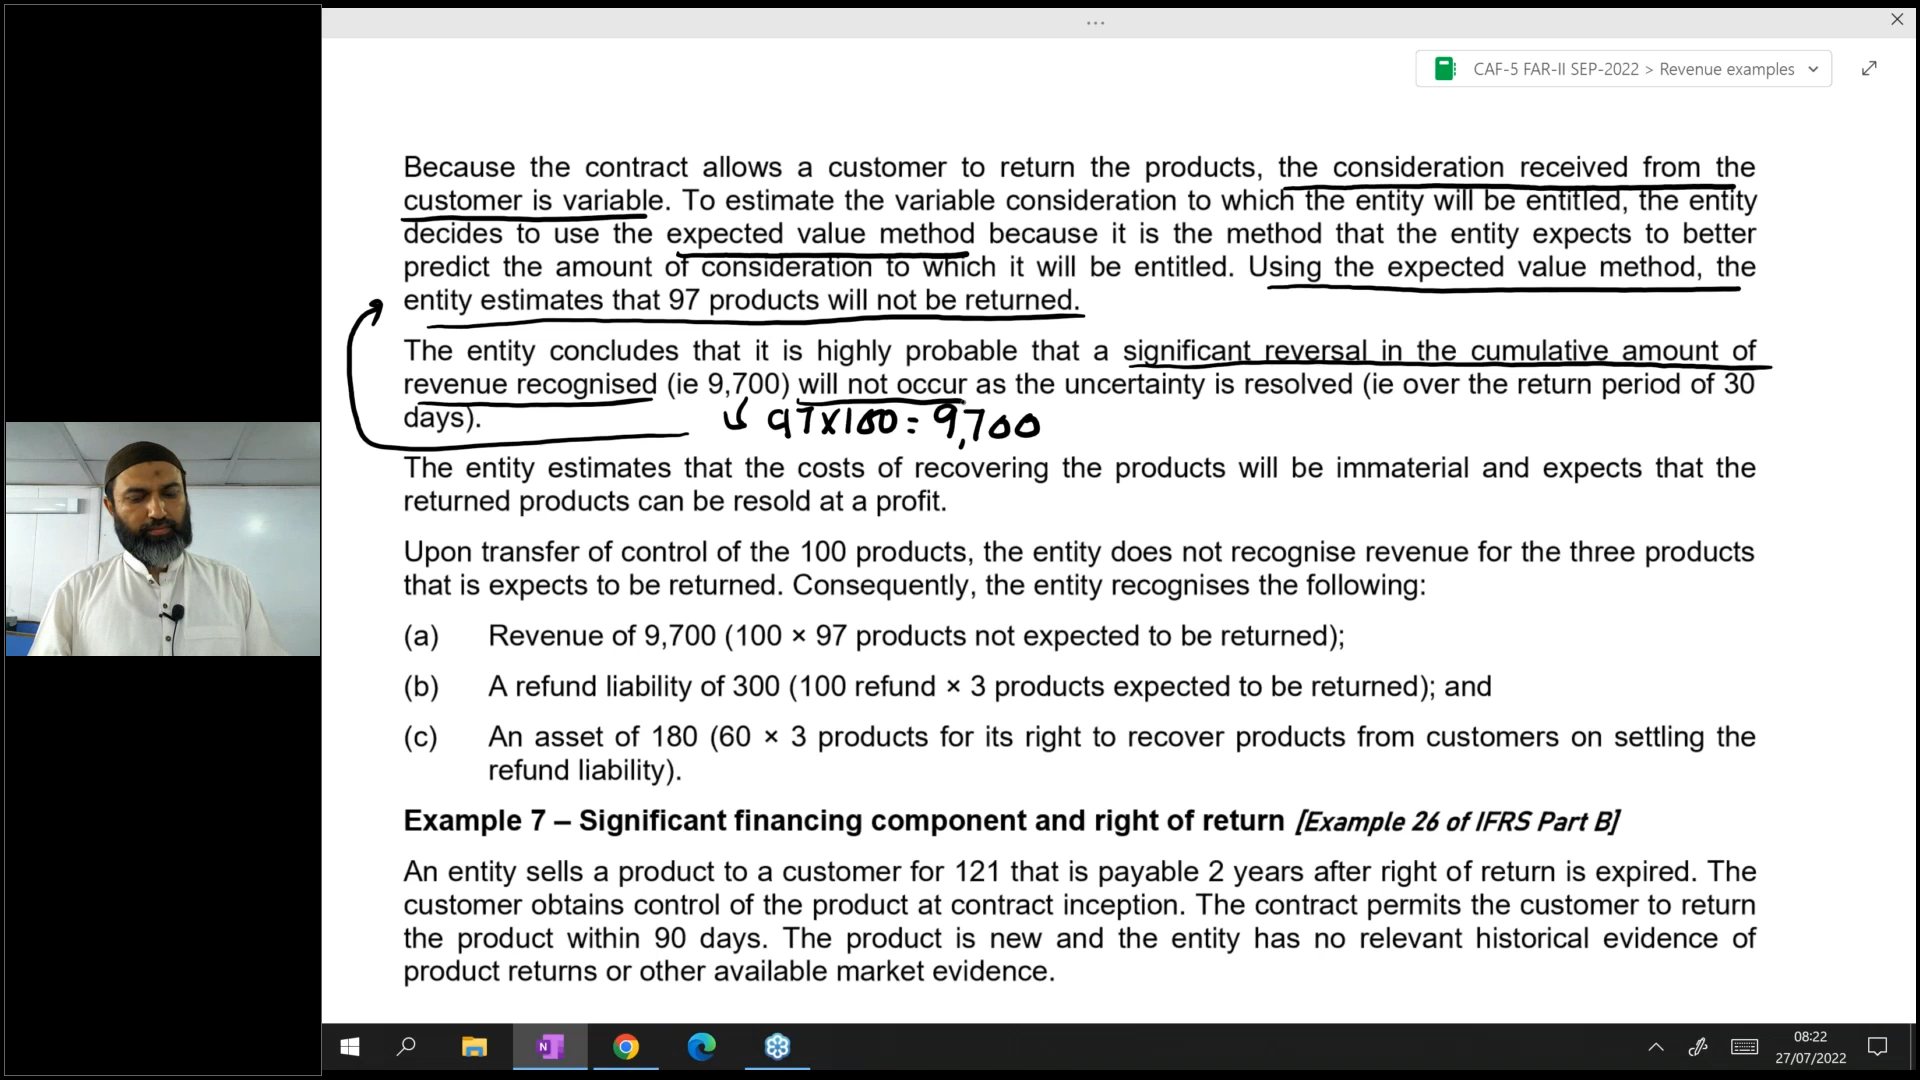 CAF-5 FAR-II SEP-2022 > Revenue examples
Because the contract allows a customer to return the products, the consideration received from the
customer is variable. To estimate the variable consideration to which the entity will be entitled, the entity
decides to use the expected value method because it is the method that the entity expects to better
predict the amount of consideration to which it will be entitled. Using the expected value method, the
entity estimates that 97 products will not be returned.
The entity concludes that it is highly probable that a significant reversal in the cumulative amount of
revenue recognised (ie 9,700) will not occur as the uncertainty is resolved (ie over the return period of 30
days).
97x100 = 9,700
The entity estimates that the costs of recovering the products will be immaterial and expects that the
returned products can be resold at a profit.
Upon transfer of control of the 100 products, the entity does not recognise revenue for the three products
that is expects to be returned. Consequently, the entity recognises the following:
(a) Revenue of 9,700 (100 × 97 products not expected to be returned);
(b) A refund liability of 300 (100 refund × 3 products expected to be returned); and
(c) An asset of 180 (60 × 3 products for its right to recover products from customers on settling the
refund liability).
Example 7 – Significant financing component and right of return [Example 26 of IFRS Part B]
An entity sells a product to a customer for 121 that is payable 2 years after right of return is expired. The
customer obtains control of the product at contract inception. The contract permits the customer to return
the product within 90 days. The product is new and the entity has no relevant historical evidence of
product returns or other available market evidence.
N
08:22
27/07/2022